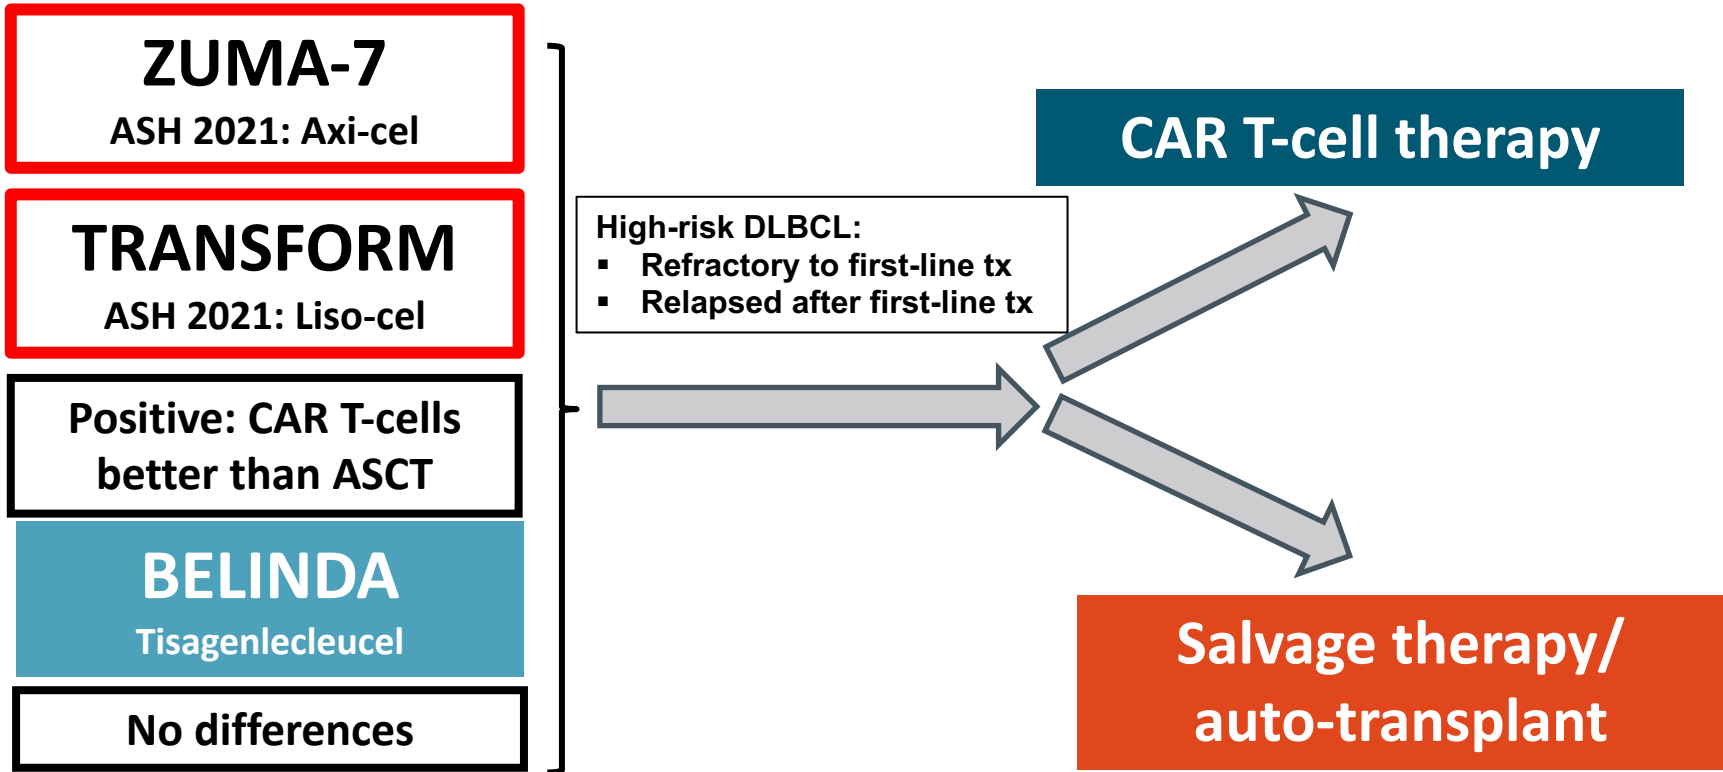 ZUMA-7
ASH 2021: Axi-cel
TRANSFORM
ASH 2021: Liso-cel
Positive: CAR T-cells
better than ASCT
BELINDA
Tisagenlecleucel
No differences
High-risk DLBCL:
▪ Refractory to first-line tx
▪ Relapsed after first-line tx
CAR T-cell therapy
Salvage therapy/
auto-transplant